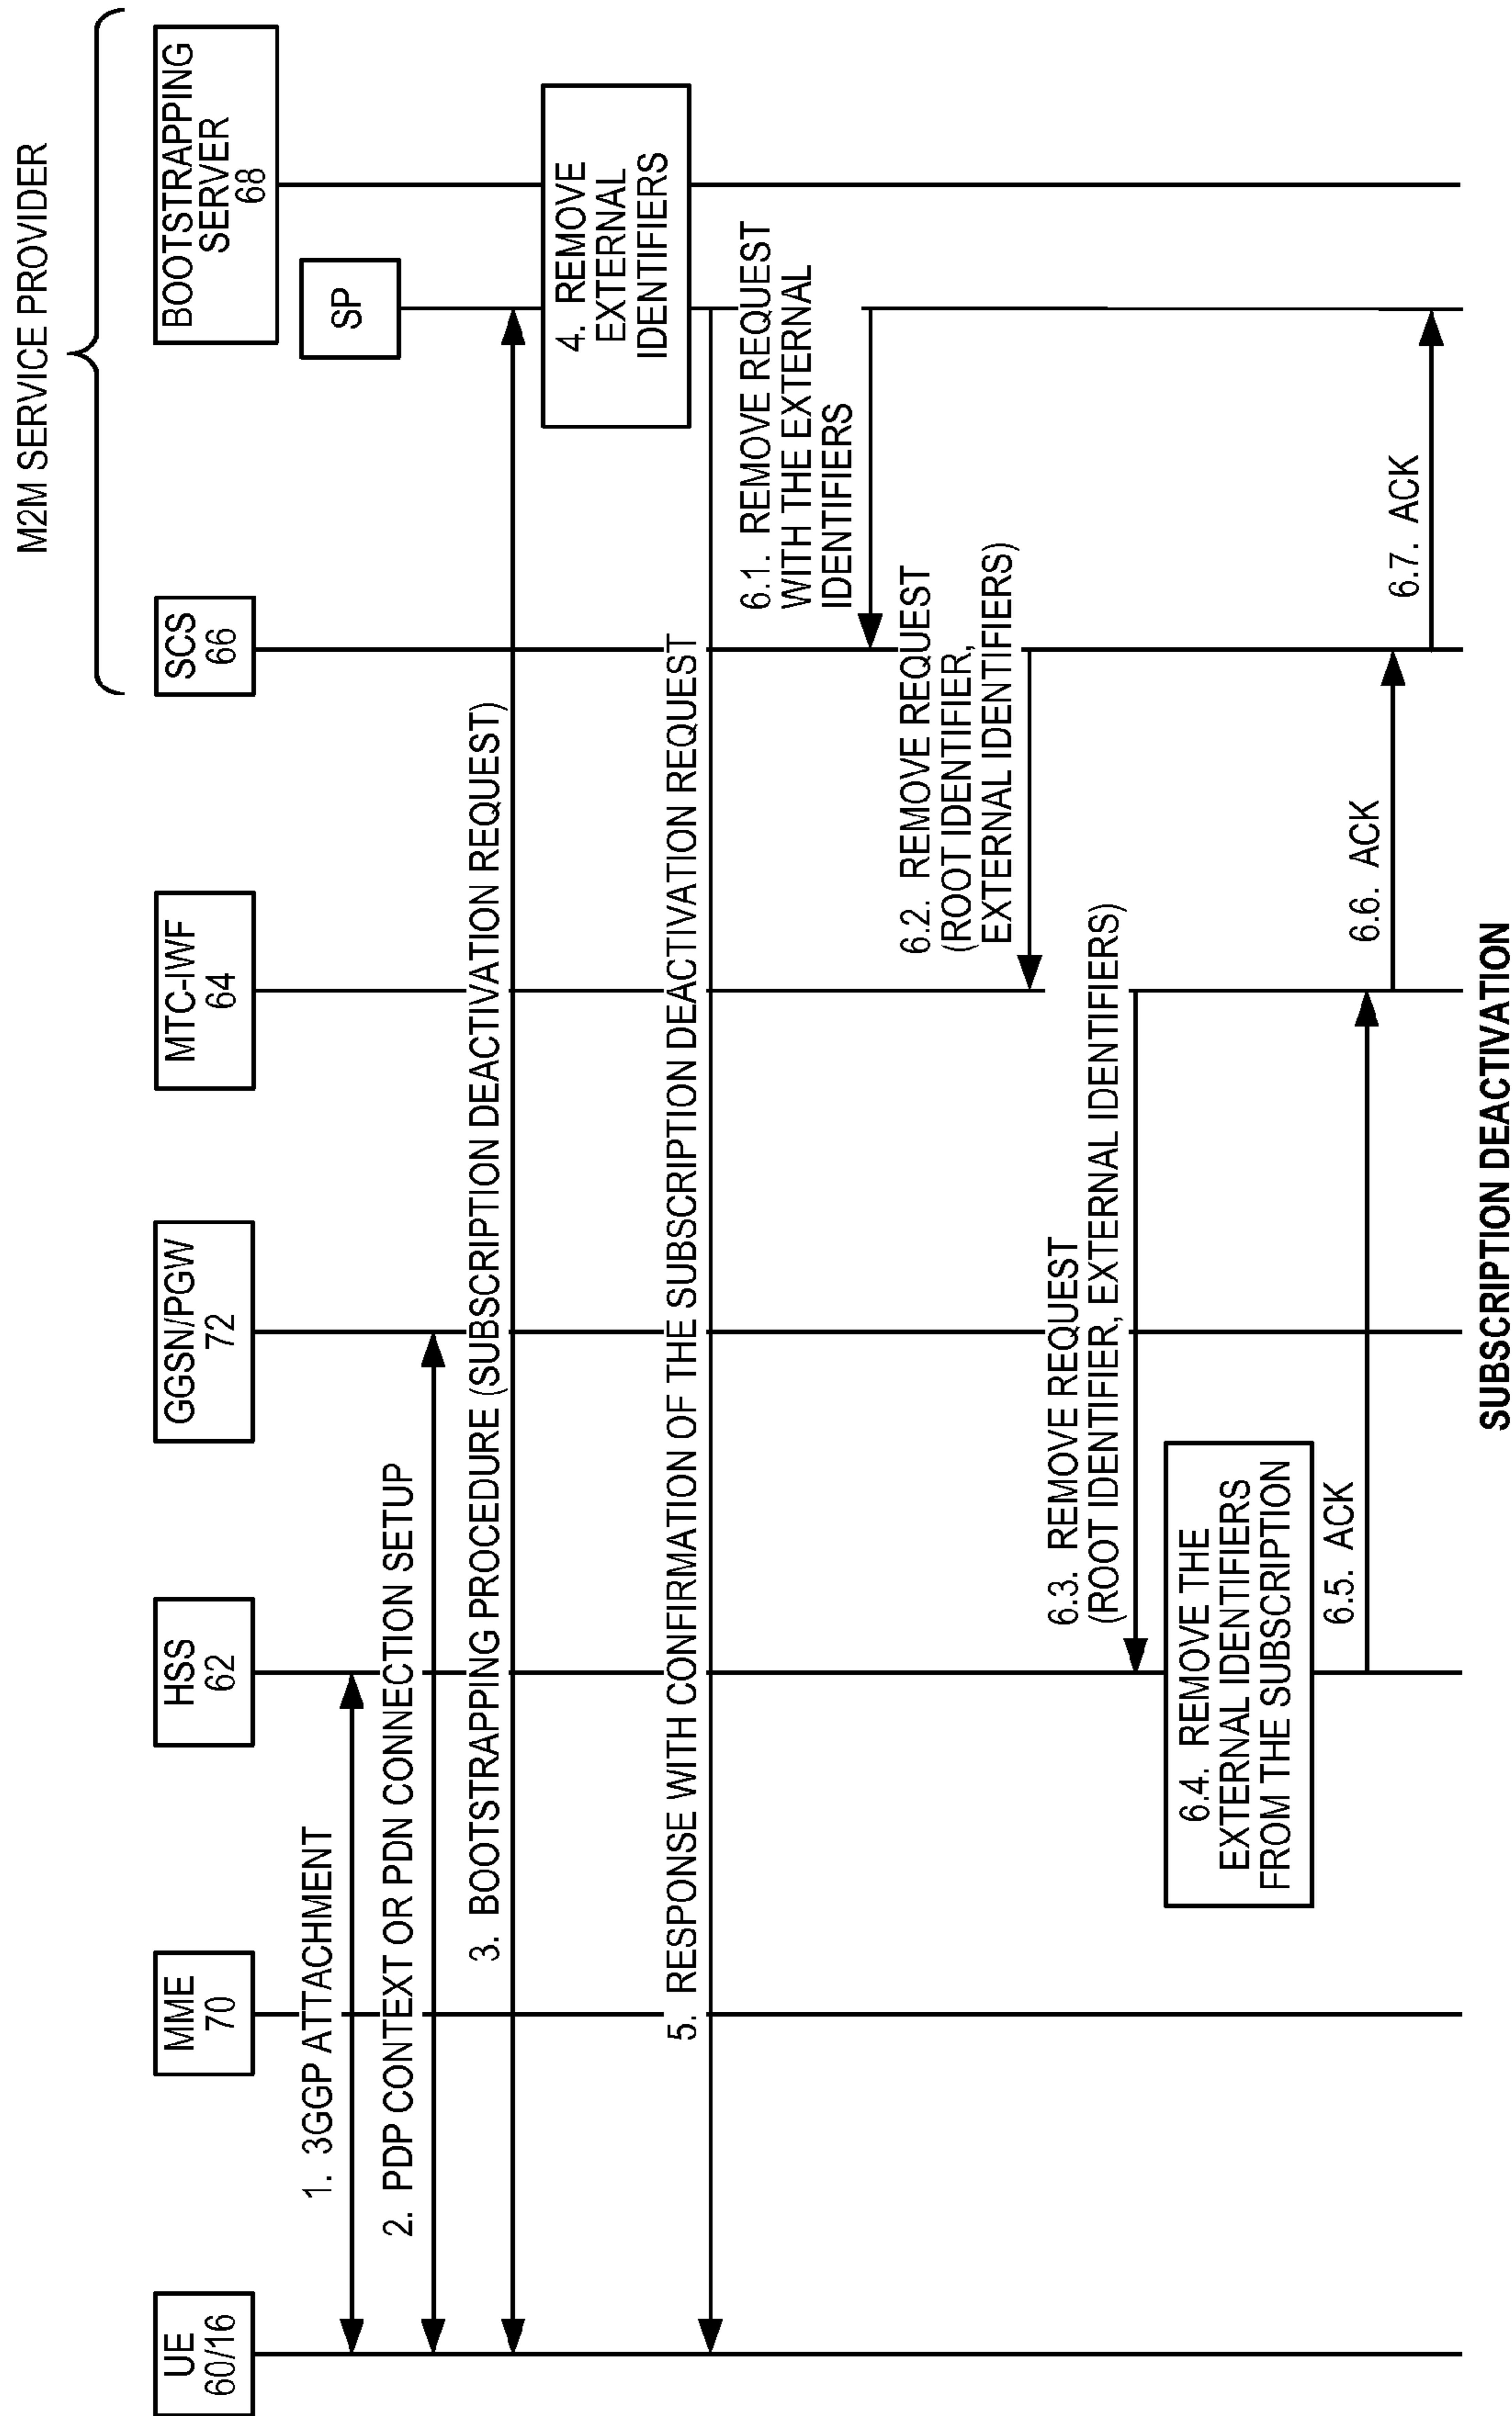 M2M SERVICE PROVIDER
UE
60/16
MME
70
HSS
62
GGSN/PGW
72
MTC-IWF
64
SCS
66
BOOTSTRAPPING
SERVER
68
SP
1. 3GGP ATTACHMENT
2. PDP CONTEXT OR PDN CONNECTION SETUP
3. BOOTSTRAPPING PROCEDURE (SUBSCRIPTION DEACTIVATION REQUEST)
4. REMOVE
EXTERNAL
IDENTIFIERS
5. RESPONSE WITH CONFIRMATION OF THE SUBSCRIPTION DEACTIVATION REQUEST
6.1. REMOVE REQUEST
WITH THE EXTERNAL
IDENTIFIERS
6.2. REMOVE REQUEST
(ROOT IDENTIFIER,
EXTERNAL IDENTIFIERS)
6.3. REMOVE REQUEST
(ROOT IDENTIFIER, EXTERNAL IDENTIFIERS)
6.4. REMOVE THE
EXTERNAL IDENTIFIERS
FROM THE SUBSCRIPTION
6.5. ACK
6.6. ACK
6.7. ACK
SUBSCRIPTION DEACTIVATION